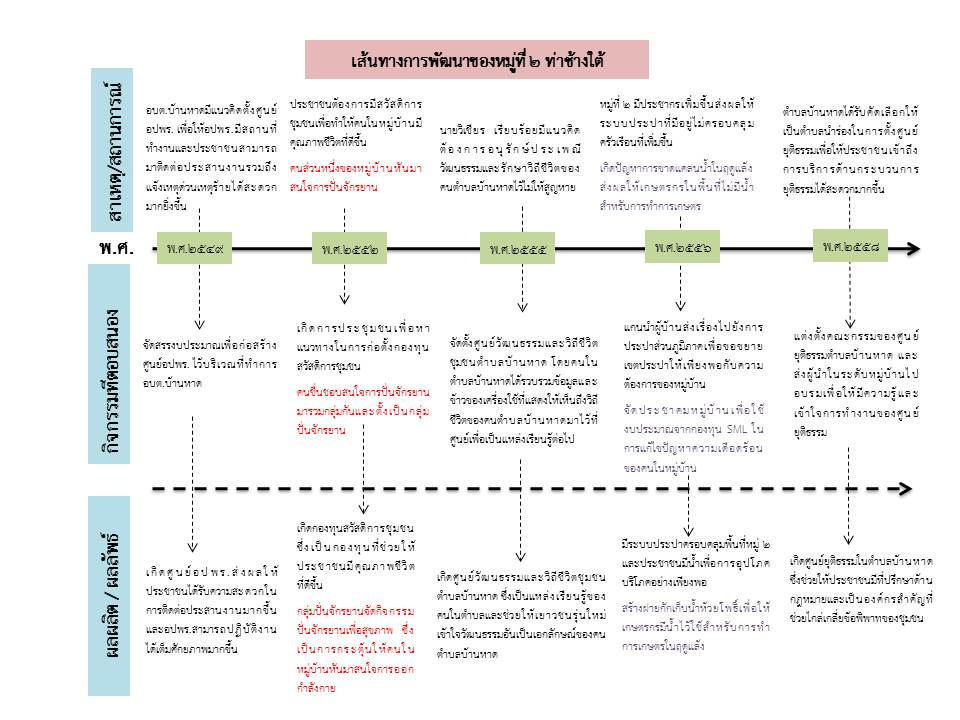 เส้นทางการพัฒนาของหมู่ที่ ๒ ท่าช้างใต้
สาเหตุ/สถานการณ์
อบต.บ้านหาดมีแนวคิดตั้งศูนย์
อปพร. เพื่อให้อปพร. มีสถานที่
ทำงานและประชาชนสามารถ
มาติดต่อประสานงานรวมถึง
แจ้งเหตุด่วนเหตุร้ายได้สะดวก
มากยิ่งขึ้น
ประชาชนต้องการมีสวัสดิการ
ชุมชนเพื่อทำให้คนในหมู่บ้านมี
คุณภาพชีวิตที่ดีขึ้น
คนส่วนหนึ่งของหมู่บ้านหันมา
สนใจการปั่นจักรยาน
นายวิเชียร เรียบร้อยมีแนวคิด
ต้องการอนุรักษ์ประเพณี
วัฒนธรรมและรักษาวิถีชีวิตของ
คนตำบลบ้านหาดไว้ไม่ให้สูญหาย
หมู่ที่ ๒ มีประชากรเพิ่มขึ้นส่งผลให้
ระบบประปาที่มีอยู่ไม่ครอบคลุม
ครัวเรือนที่เพิ่มขึ้น
เกิดปัญหาการขาดแคลนน้ำในฤดูแล้ง
ส่งผลให้เกษตรกรในพื้นที่ไม่มีน้ำ
สำหรับการทำการเกษตร
ตำบลบ้านหาดได้รับคัดเลือกให้
เป็นตำบลนำร่องในการตั้งศูนย์
ยุติธรรมเพื่อให้ประชาชนเข้าถึง
การบริการด้านกระบวนการ
ยุติธรรมได้สะดวกมากขึ้น
พ.ศ.
พ.ศ.๒๕๔๙
พ.ศ.๒๕๕๒
พ.ศ.๒๕๕๕
พ.ศ.๒๕๕๖
พ.ศ.๒๕๕๘
กิจกรรมที่ตอบสนอง
จัดสรรงบประมาณเพื่อก่อสร้าง
ศูนย์อปพร. ไว้บริเวณที่ทำการ
อบต.บ้านหาด
เกิดการประชุมชนเพื่อหา
แนวทางในการก่อตั้งกองทุน
สวัสดิการชุมชน
คนชื่นชอบสนใจการปั่นจักรยาน
มารวมกลุ่มกันและตั้งเป็นกลุ่ม
ปั่นจักรยาน
จัดตั้งศูนย์วัฒนธรรมและวิถีชีวิต
ชุมชนตำบลบ้านหาด โดยคนใน
ตำบลบ้านหาดได้รวบรวมข้อมูลและ
ข้าวของเครื่องใช้ที่แสดงให้เห็นถึงวิถี
ชีวิตของคนตำบลบ้านหาดมาไว้ที่
ศูนย์เพื่อเป็นแหล่งเรียนรู้ต่อไป
แกนนำผู้บ้านส่งเรื่องไปยังการ
ประปาส่วนภูมิภาคเพื่อขอขยาย
เขตประปาให้เพียงพอกับความ
ต้องการของหมู่บ้าน
จัดประชาคมหมู่บ้านเพื่อใช้
งบประมาณจากกองทุน SML ใน
การแก้ไขปัญหาความเดือดร้อน
ของคนในหมู่บ้าน
แต่งตั้งคณะกรรมของศูนย์
ยุติธรรมตำบลบ้านหาด และ
ส่งผู้นำในระดับหมู่บ้านไป
อบรมเพื่อให้มีความรู้และ
เข้าใจการทำงานของศูนย์
ยุติธรรม
ผลผลิต / ผลลัพธ์
เกิดศูนย์อปพร.ส่งผลให้
ประชาชนได้รับความสะดวกใน
การติดต่อประสานงานมากขึ้น
และอปพร.สามารถปฏิบัติงาน
ได้เต็มศักยภาพมากขึ้น
เกิดกองทุนสวัสดิการชุมชน
ซึ่งเป็นกองทุนที่ช่วยให้
ประชาชนมีคุณภาพชีวิต
ที่ดีขึ้น
กลุ่มปั่นจักรยานจัดกิจกรรม
ปั่นจักรยานเพื่อสุขภาพ ซึ่ง
เป็นการกระตุ้นให้คนใน
หมู่บ้านหันมาสนใจการออก
กำลังกาย
เกิดศูนย์วัฒนธรรมและวิถีชีวิตชุมชน
ตำบลบ้านหาด ซึ่งเป็นแหล่งเรียนรู้ของ
คนในตำบลและช่วยให้เยาวชนรุ่นใหม่
เข้าใจวัฒนธรรมอันเป็นเอกลักษณ์ของคน
ตำบลบ้านหาด
มีระบบประปาครอบคลุมพื้นที่หมู่ ๒
และประชาชนมีน้ำเพื่อการอุปโภค
บริโภคอย่างเพียงพอ
สร้างฝายกักเก็บน้ำห้วยโพธิ์เพื่อให้
เกษตรกรมีน้ำไว้ใช้สำหรับการทำ
การเกษตรในฤดูแล้ง
เกิดศูนย์ยุติธรรมในตำบลบ้านหาด
ซึ่งช่วยให้ประชาชนมีที่ปรึกษาด้าน
กฎหมายและเป็นองค์กรสำคัญที่
ช่วยไกล่เกลี่ยข้อพิพาทของชุมชน